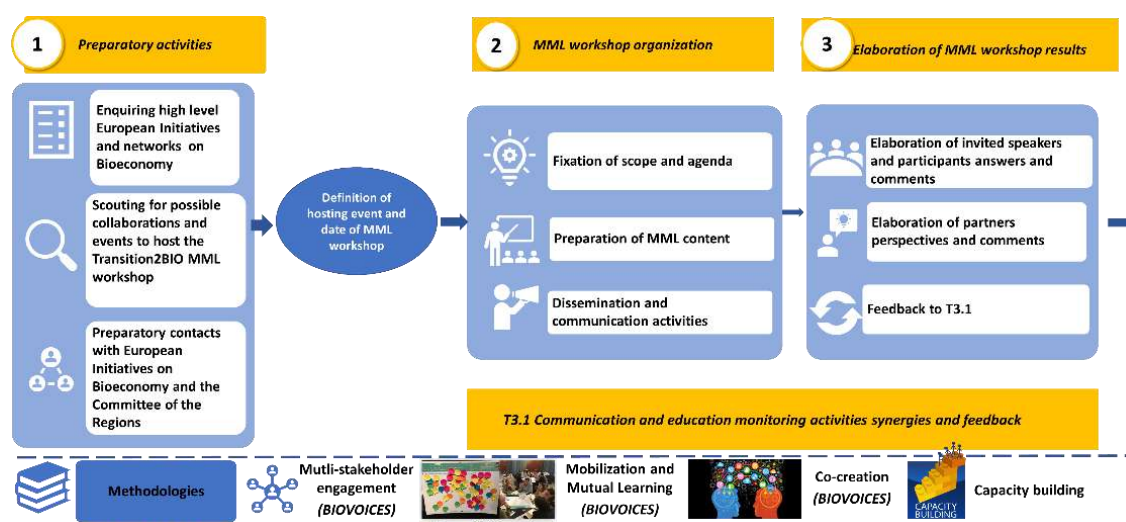 1
Preparatory activities
Enquiring high level
European Initiatives
and networks on
Bioeconomy
Scouting for possible
collaborations and
events to host the
Transition2BIO MML
workshop
Preparatory contacts
with European
Initiatives on
Bioeconomy and the
Committee of the
Regions
Definition of
hosting event and
date of MML
workshop
2
MML workshop organization
Fixation of scope and agenda
Preparation of MML content
Dissemination and
communication activities
3
Elaboration of MML workshop results
Elaboration of invited speakers
and participants answers and
comments
Elaboration of partners
perspectives and comments
Feedback to T3.1
T3.1 Communication and education monitoring activities synergies and feedback
Methodologies
Mutli-stakeholder
engagement
(BIOVOICES)
Mobilization and
Mutual Learning
(BIOVOICES)
Co-creation
(BIOVOICES)
CAPACITY
BUILDING
Capacity building